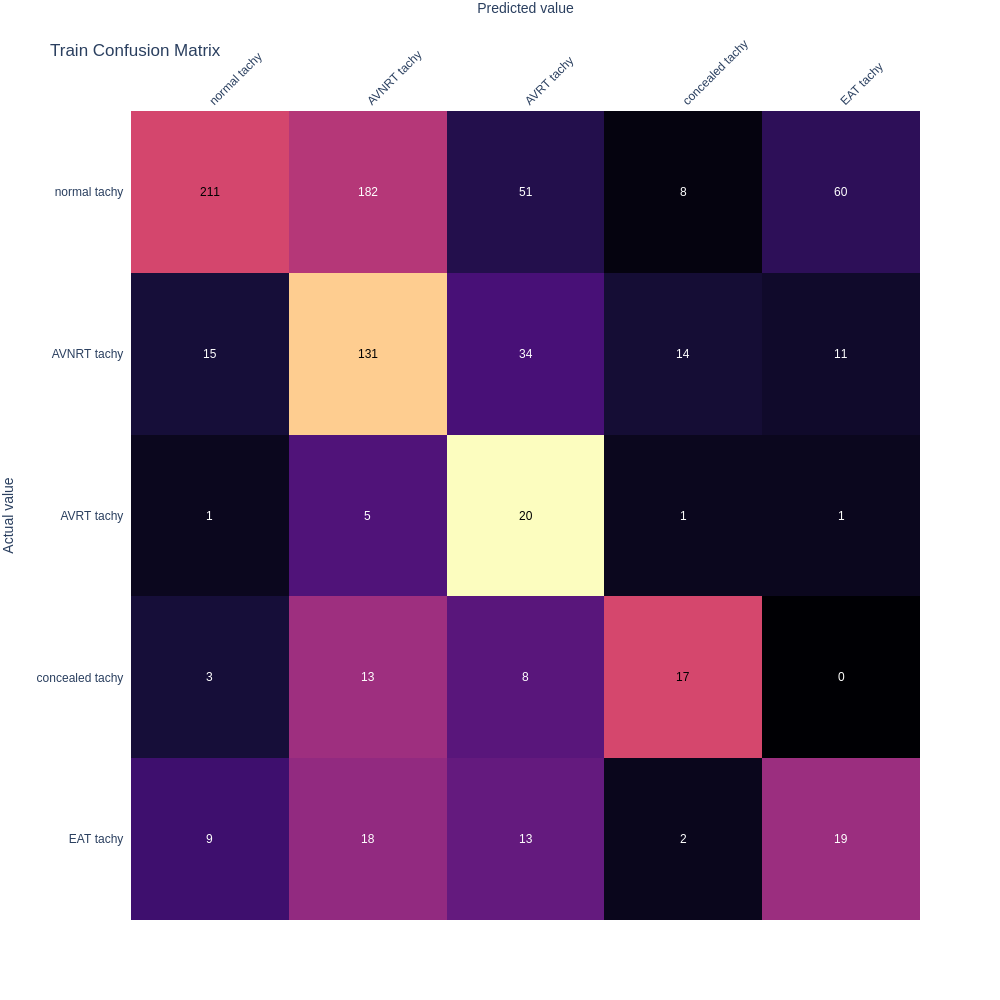 Predicted value
Train Confusion Matrix
normal tachy AVNRT tachy AVRT tachy concealed tachy EAT tachy
normal tachy 211 182 51 8 60
AVNRT tachy 15 131 34 14 11
Actual value
AVRT tachy 1 5 20 1 1
concealed tachy 3 13 8 17 0
EAT tachy 9 18 13 2 19